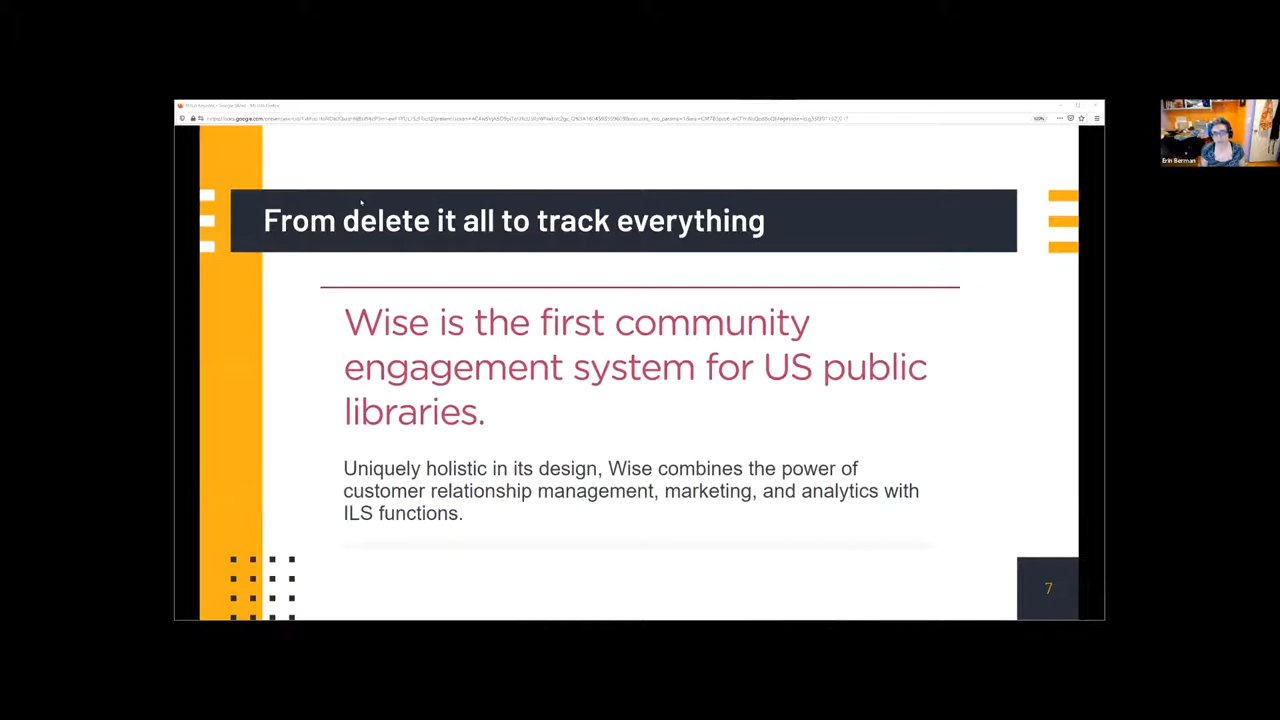 From delete it all to track everything
Wise is the first community
engagement system for US public
libraries.
Uniquely holistic in its design, Wise combines the power of
customer relationship management, marketing, and analytics with
ILS functions.
7
Erin Berman